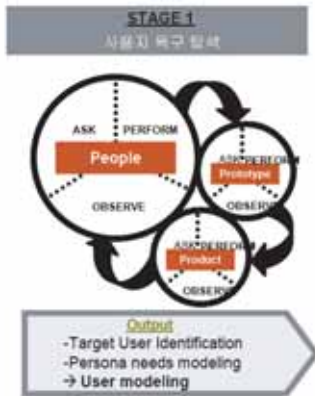 STAGE 1
사용자 욕구 탐색
ASK PERFORM
People
OBSERVE
ASK PERFORM
Prototype
OBSERVE
ASK PERFORM
Product
OBSERVE
Output
-Target User Identification
-Persona needs modeling
→ User modeling